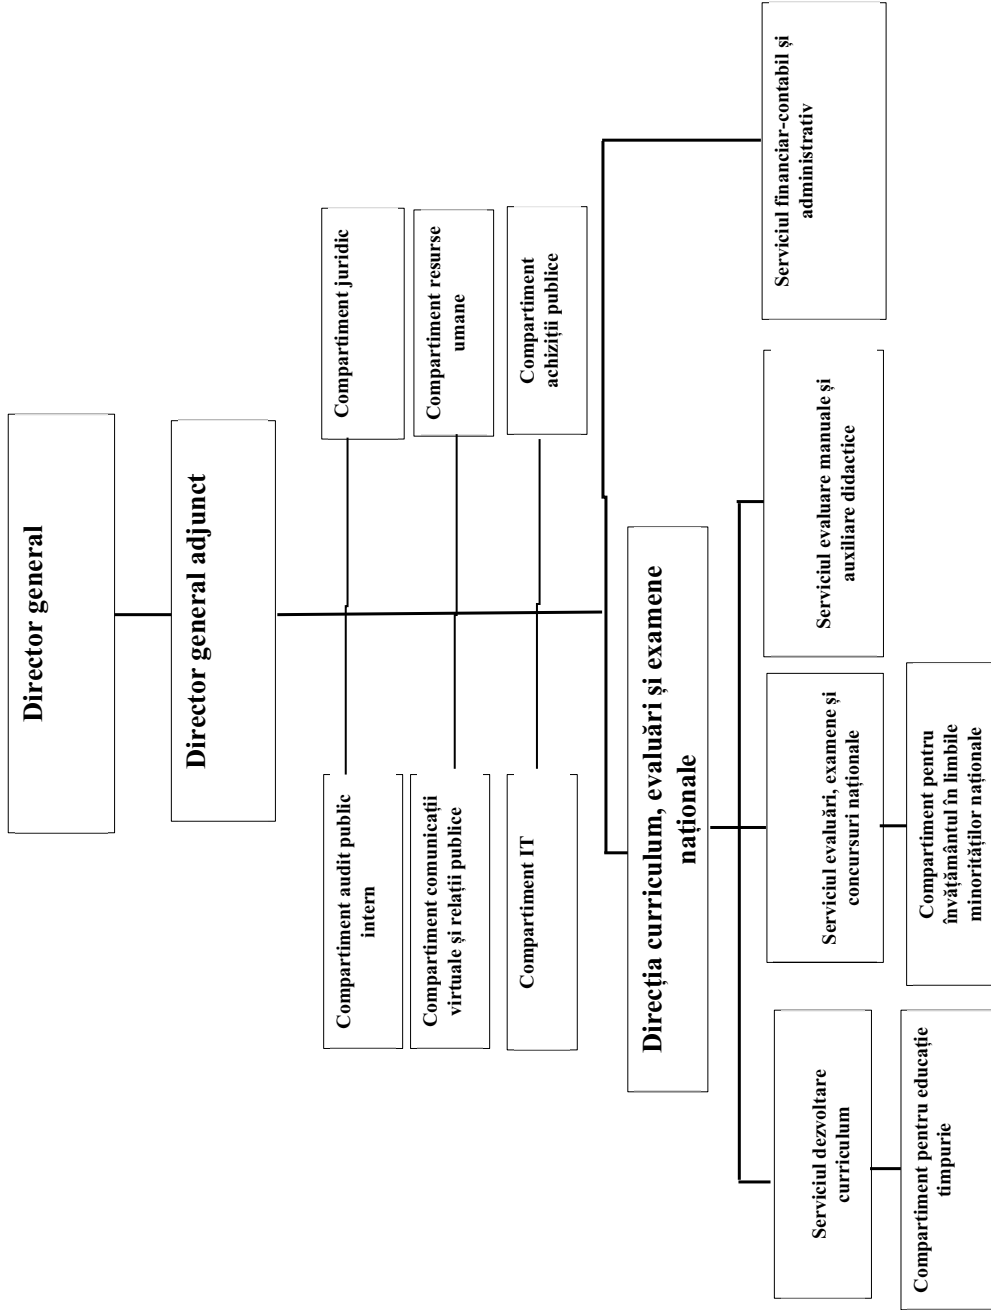 Director general
Director general adjunct
Compartiment audit public
intern
Compartiment juridic
Compartiment comunicații
virtuale și relații publice
Compartiment resurse
umane
Compartiment IT
Compartiment
achiziții publice
Direcția curriculum, evaluări și examene
naționale
Serviciul dezvoltare
curriculum
Serviciul evaluări, examene și
concursuri naționale
Serviciul evaluare manuale și
auxiliare didactice
Serviciul financiar-contabil și
administrativ
Compartiment pentru educație
timpurie
Compartiment pentru
învățământul în limbile
minorităților naționale